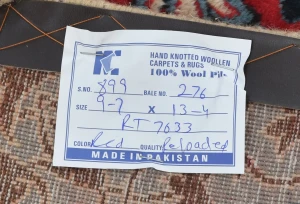 HAND KNOTTED WOOLLEN
CARPETS & RUGS
100% Wool Pile
S.NO. 899 BALE NO. 276
SIZE 9-7 x 13-4
RT 7633
COLOR Red QUALITY Reloaded
MADE IN PAKISTAN